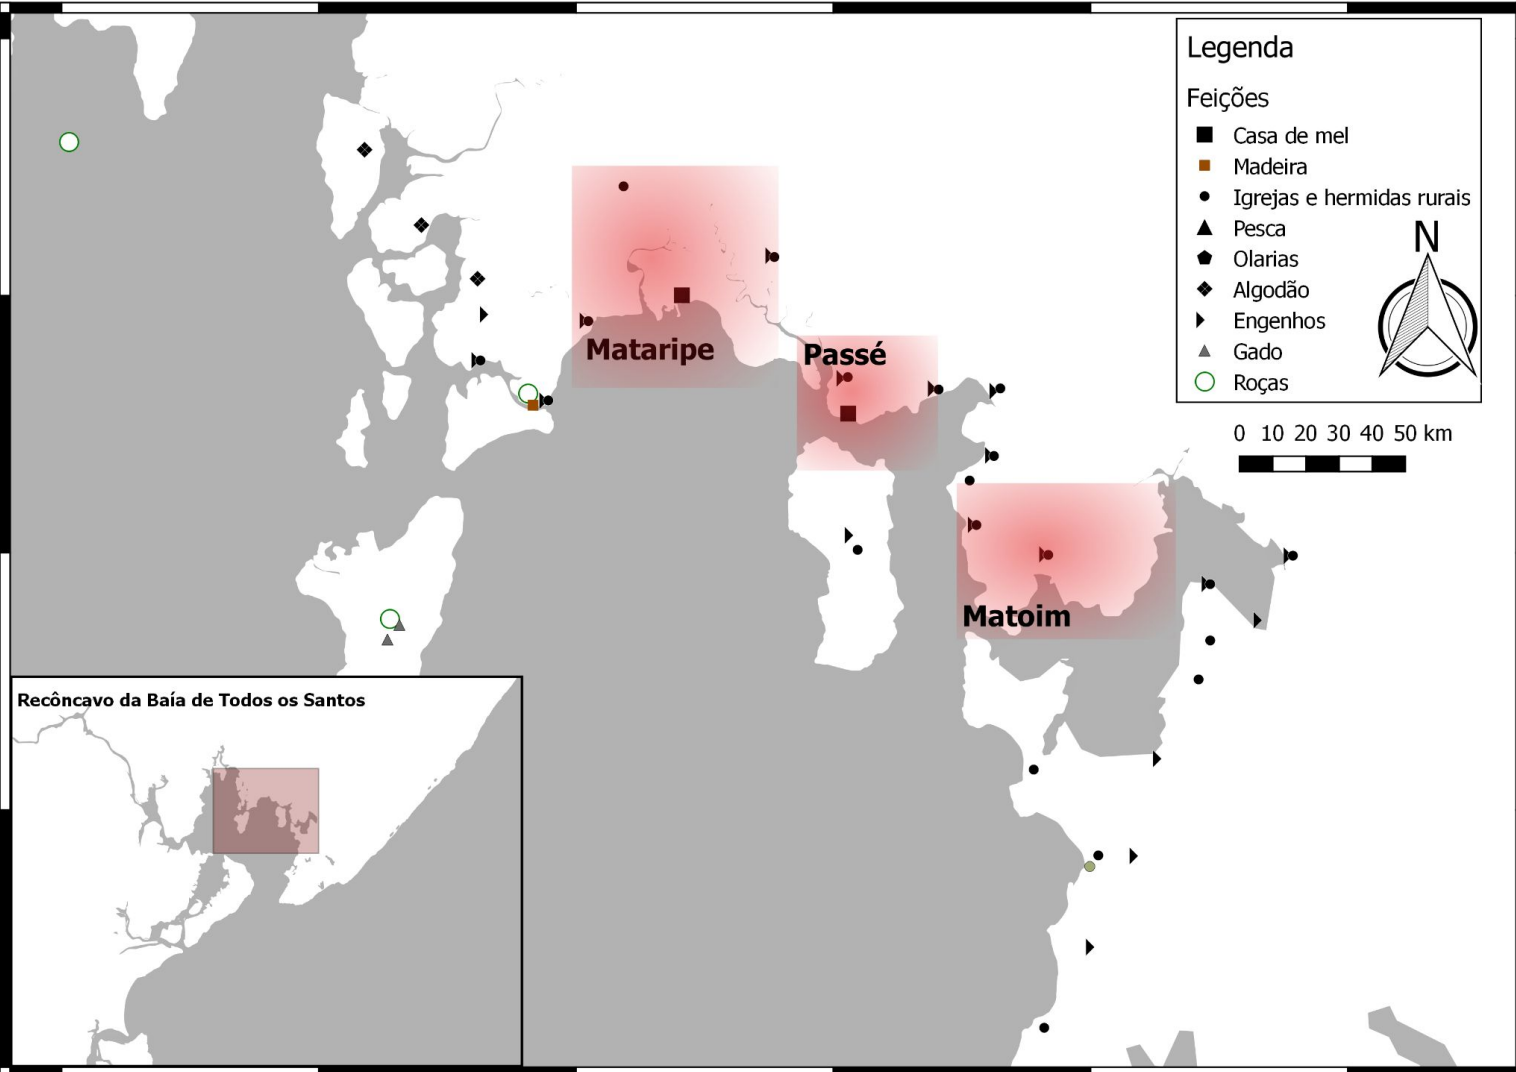 Legenda
Feições
Casa de mel
Madeira
Igrejas e hermidas rurais
Pesca
Olarias
Algodão
Engenhos
Gado
Roças
N
0 10 20 30 40 50 km
Mataripe
Passé
Matoim
Recôncavo da Baía de Todos os Santos